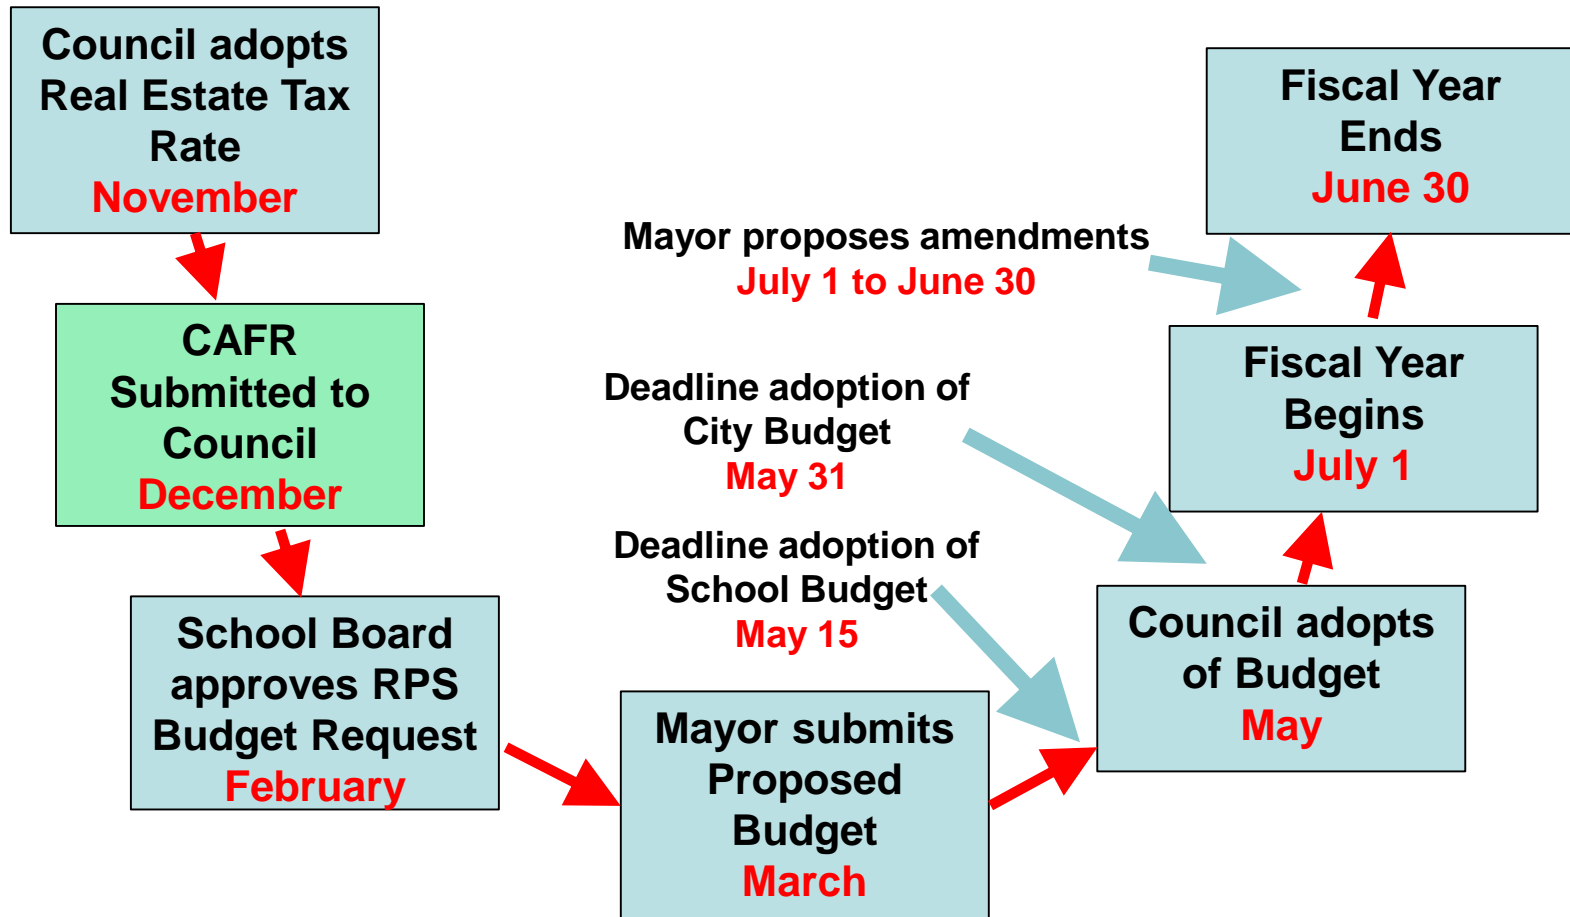 Council adopts
Real Estate Tax
Rate
November
CAFR
Submitted to
Council
December
School Board
approves RPS
Budget Request
February
Mayor submits
Proposed
Budget
March
Council adopts
of Budget
May
Fiscal Year
Begins
July 1
Fiscal Year
Ends
June 30
Mayor proposes amendments
July 1 to June 30
Deadline adoption of
City Budget
May 31
Deadline adoption of
School Budget
May 15